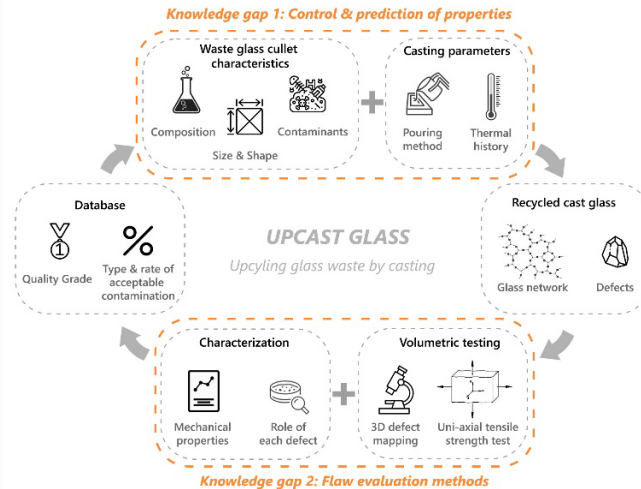 Knowledge gap 1: Control & prediction of properties
Waste glass cullet
characteristics
Composition
Size & Shape
Contaminants
Casting parameters
Pouring
method
Thermal
history
Database
1
Quality Grade
%
Type & rate of
acceptable
contamination
UPCAST GLASS
Upcyling glass waste by casting
Recycled cast glass
Glass network
Defects
Characterization
Mechanical
properties
Role of
each defect
Volumetric testing
3D defect
mapping
Uni-axial tensile
strength test
Knowledge gap 2: Flaw evaluation methods